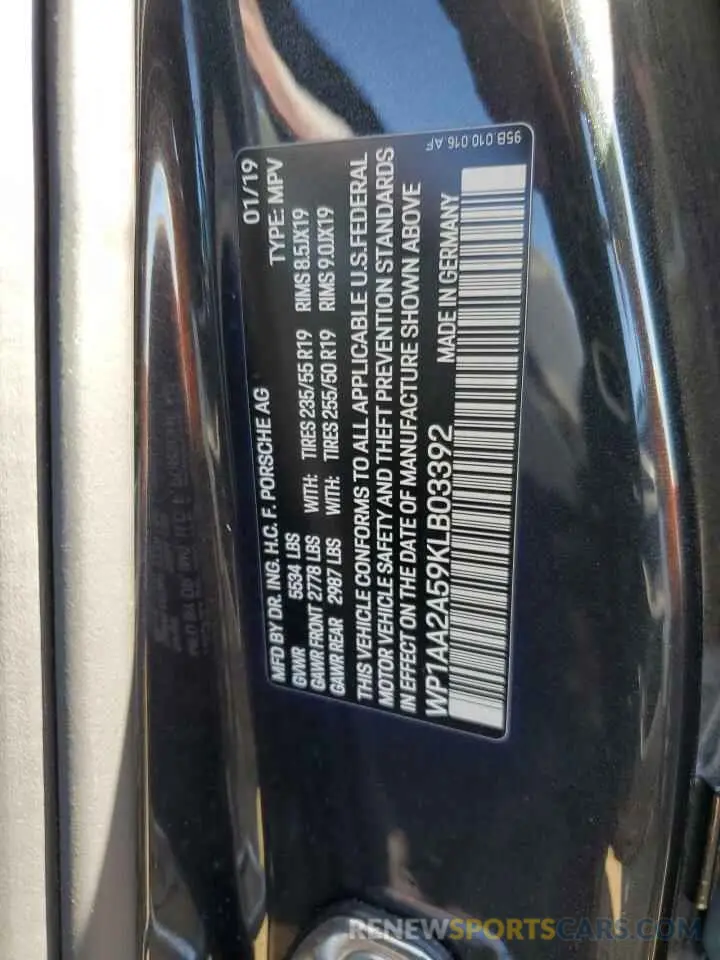 MFD BY DR. ING. H.C. F. PORSCHE AG 01/19
GVWR 5534 LBS TYPE: MPV
GAWR FRONT 2778 LBS WITH: TIRES 235/55 R19 RIMS 8.5JX19
GAWR REAR 2987 LBS WITH: TIRES 255/50 R19 RIMS 9.0JX19
THIS VEHICLE CONFORMS TO ALL APPLICABLE U.S.FEDERAL
MOTOR VEHICLE SAFETY AND THEFT PREVENTION STANDARDS
IN EFFECT ON THE DATE OF MANUFACTURE SHOWN ABOVE
WP1AA2A59KLB03392 MADE IN GERMANY
95B.010.016 AF
RENEWSPORTSCARS.COM